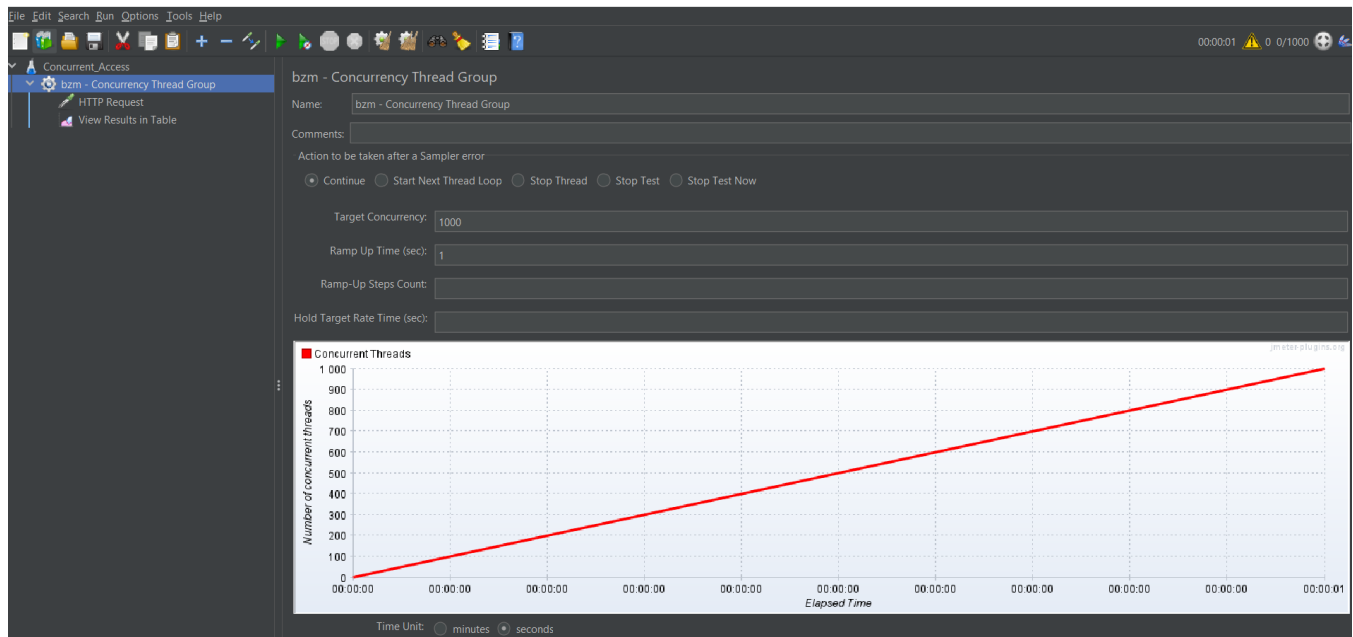 File Edit Search Run Options Tools Help
00:00:01 0 0/1000
Concurrent_Access
bzm - Concurrency Thread Group
HTTP Request
View Results in Table
bzm - Concurrency Thread Group
Name: bzm - Concurrency Thread Group
Comments:
Action to be taken after a Sampler error
Continue Start Next Thread Loop Stop Thread Stop Test Stop Test Now
Target Concurrency: 1000
Ramp Up Time (sec): 1
Ramp-Up Steps Count:
Hold Target Rate Time (sec):
Concurrent Threads
jmeter-plugins.org
1 000
900
800
700
600
500
400
300
200
100
0
Number of concurrent threads
00:00:00 00:00:00 00:00:00 00:00:00 00:00:00 00:00:00 00:00:00 00:00:00 00:00:00 00:00:00 00:00:01
Elapsed Time
Time Unit: minutes seconds